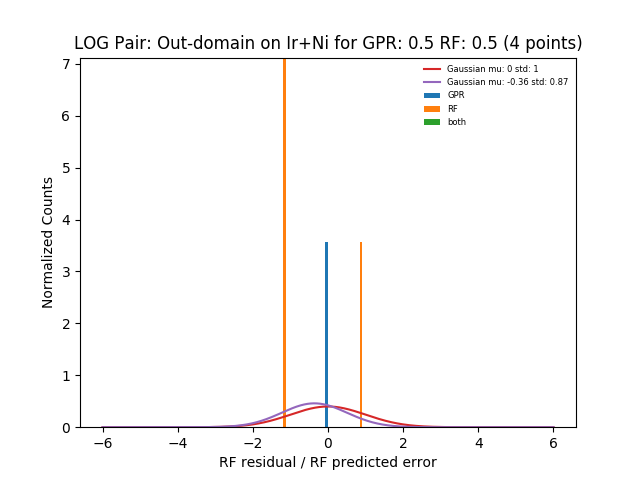 LOG Pair: Out-domain on Ir+Ni for GPR: 0.5 RF: 0.5 (4 points)
Gaussian mu: 0 std: 1
Gaussian mu: -0.36 std: 0.87
GPR
RF
both
Normalized Counts
7
6
5
4
3
2
1
0
−6
−4
−2
0
2
4
6
RF residual / RF predicted error